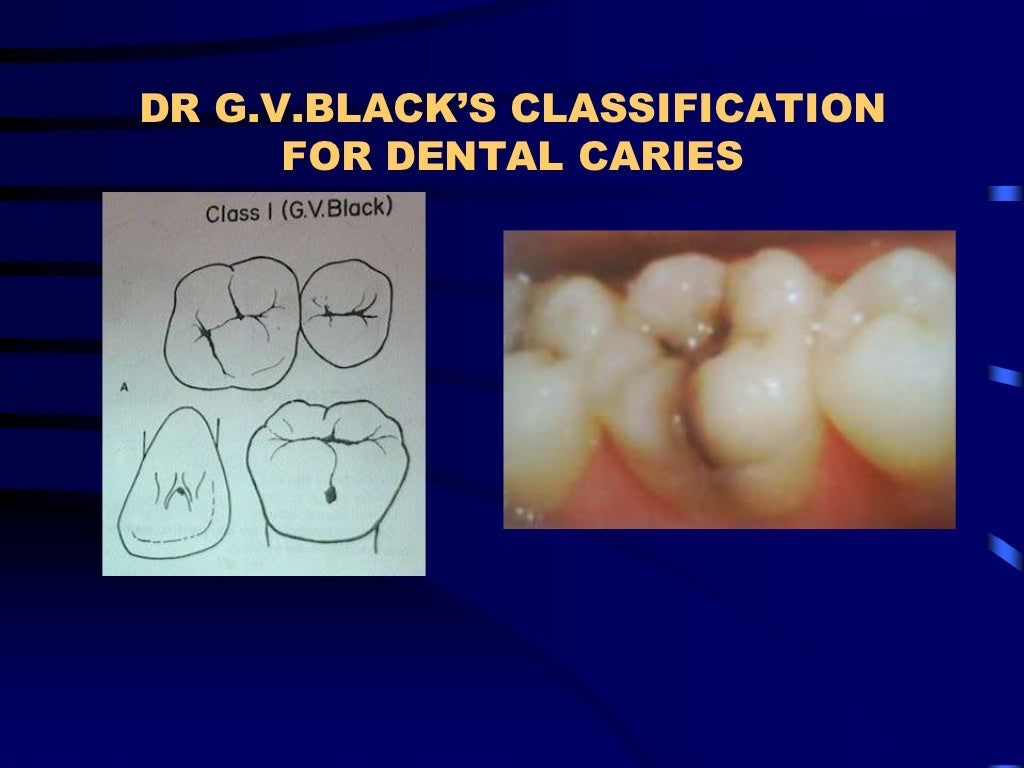 DR G.V.BLACK’S CLASSIFICATION
FOR DENTAL CARIES
Class I (G.V.Black)
A